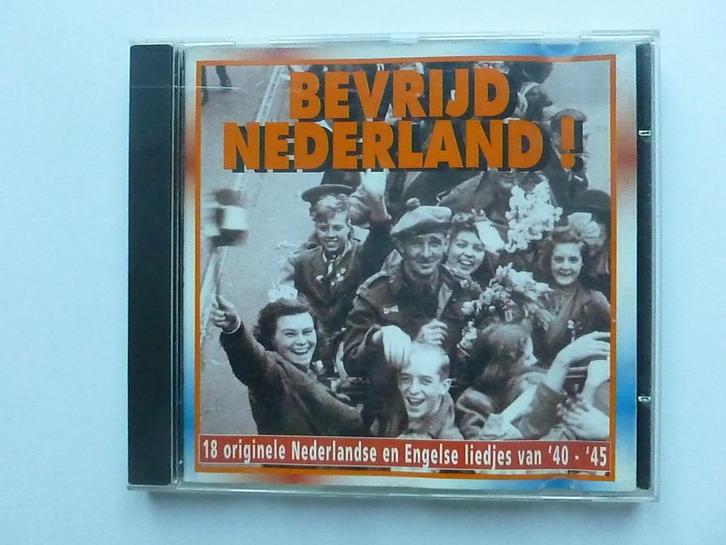 BEVRIJD
NEDERLAND !
18 originele Nederlandse en Engelse liedjes van '40 - '45